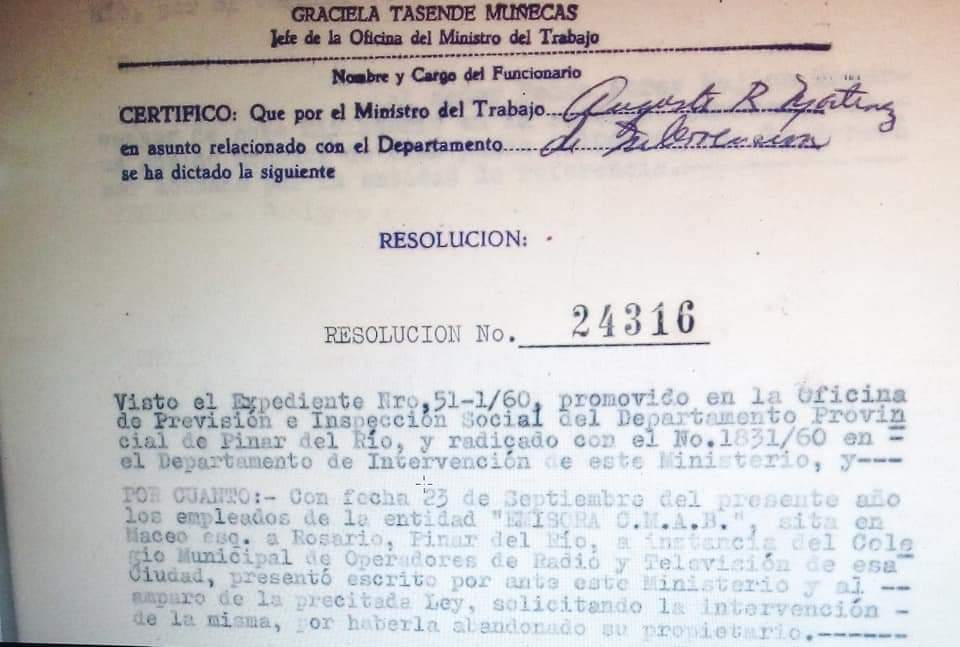 GRACIELA TASENDE MUÑECAS
Jefe de la Oficina del Ministro del Trabajo
Nombre y Cargo del Funcionario
CERTIFICO: Que por el Ministro del Trabajo... Augusto R Martinez
en asunto relacionado con el Departamento...... de Intervencion
se ha dictado la siguiente
RESOLUCION:
RESOLUCION No. 24316
Visto el Expediente Nro,51-1/60, promovido en la Oficina
de Previsión e Inspección Social del Departamento Provin
cial de Pinar del Río, y radicado con el No.1831/60 en =
el Departamento de Intervención de este Ministerio, y---
POR CUANTO:- Con fecha 23 de Septiembre del presente año
los empleados de la entidad "EMISORA C.M.A.B.", sita en
Maceo esq. a Rosario, Pinar del Río, a instancia del Cole
gio Municipal de Operadores de Radio y Televisión de esa
Ciudad, presentó escrito por ante este Ministerio y al --
amparo de la precitada Ley, solicitando la intervención -
de la misma, por haberla abandonado su propietario.------